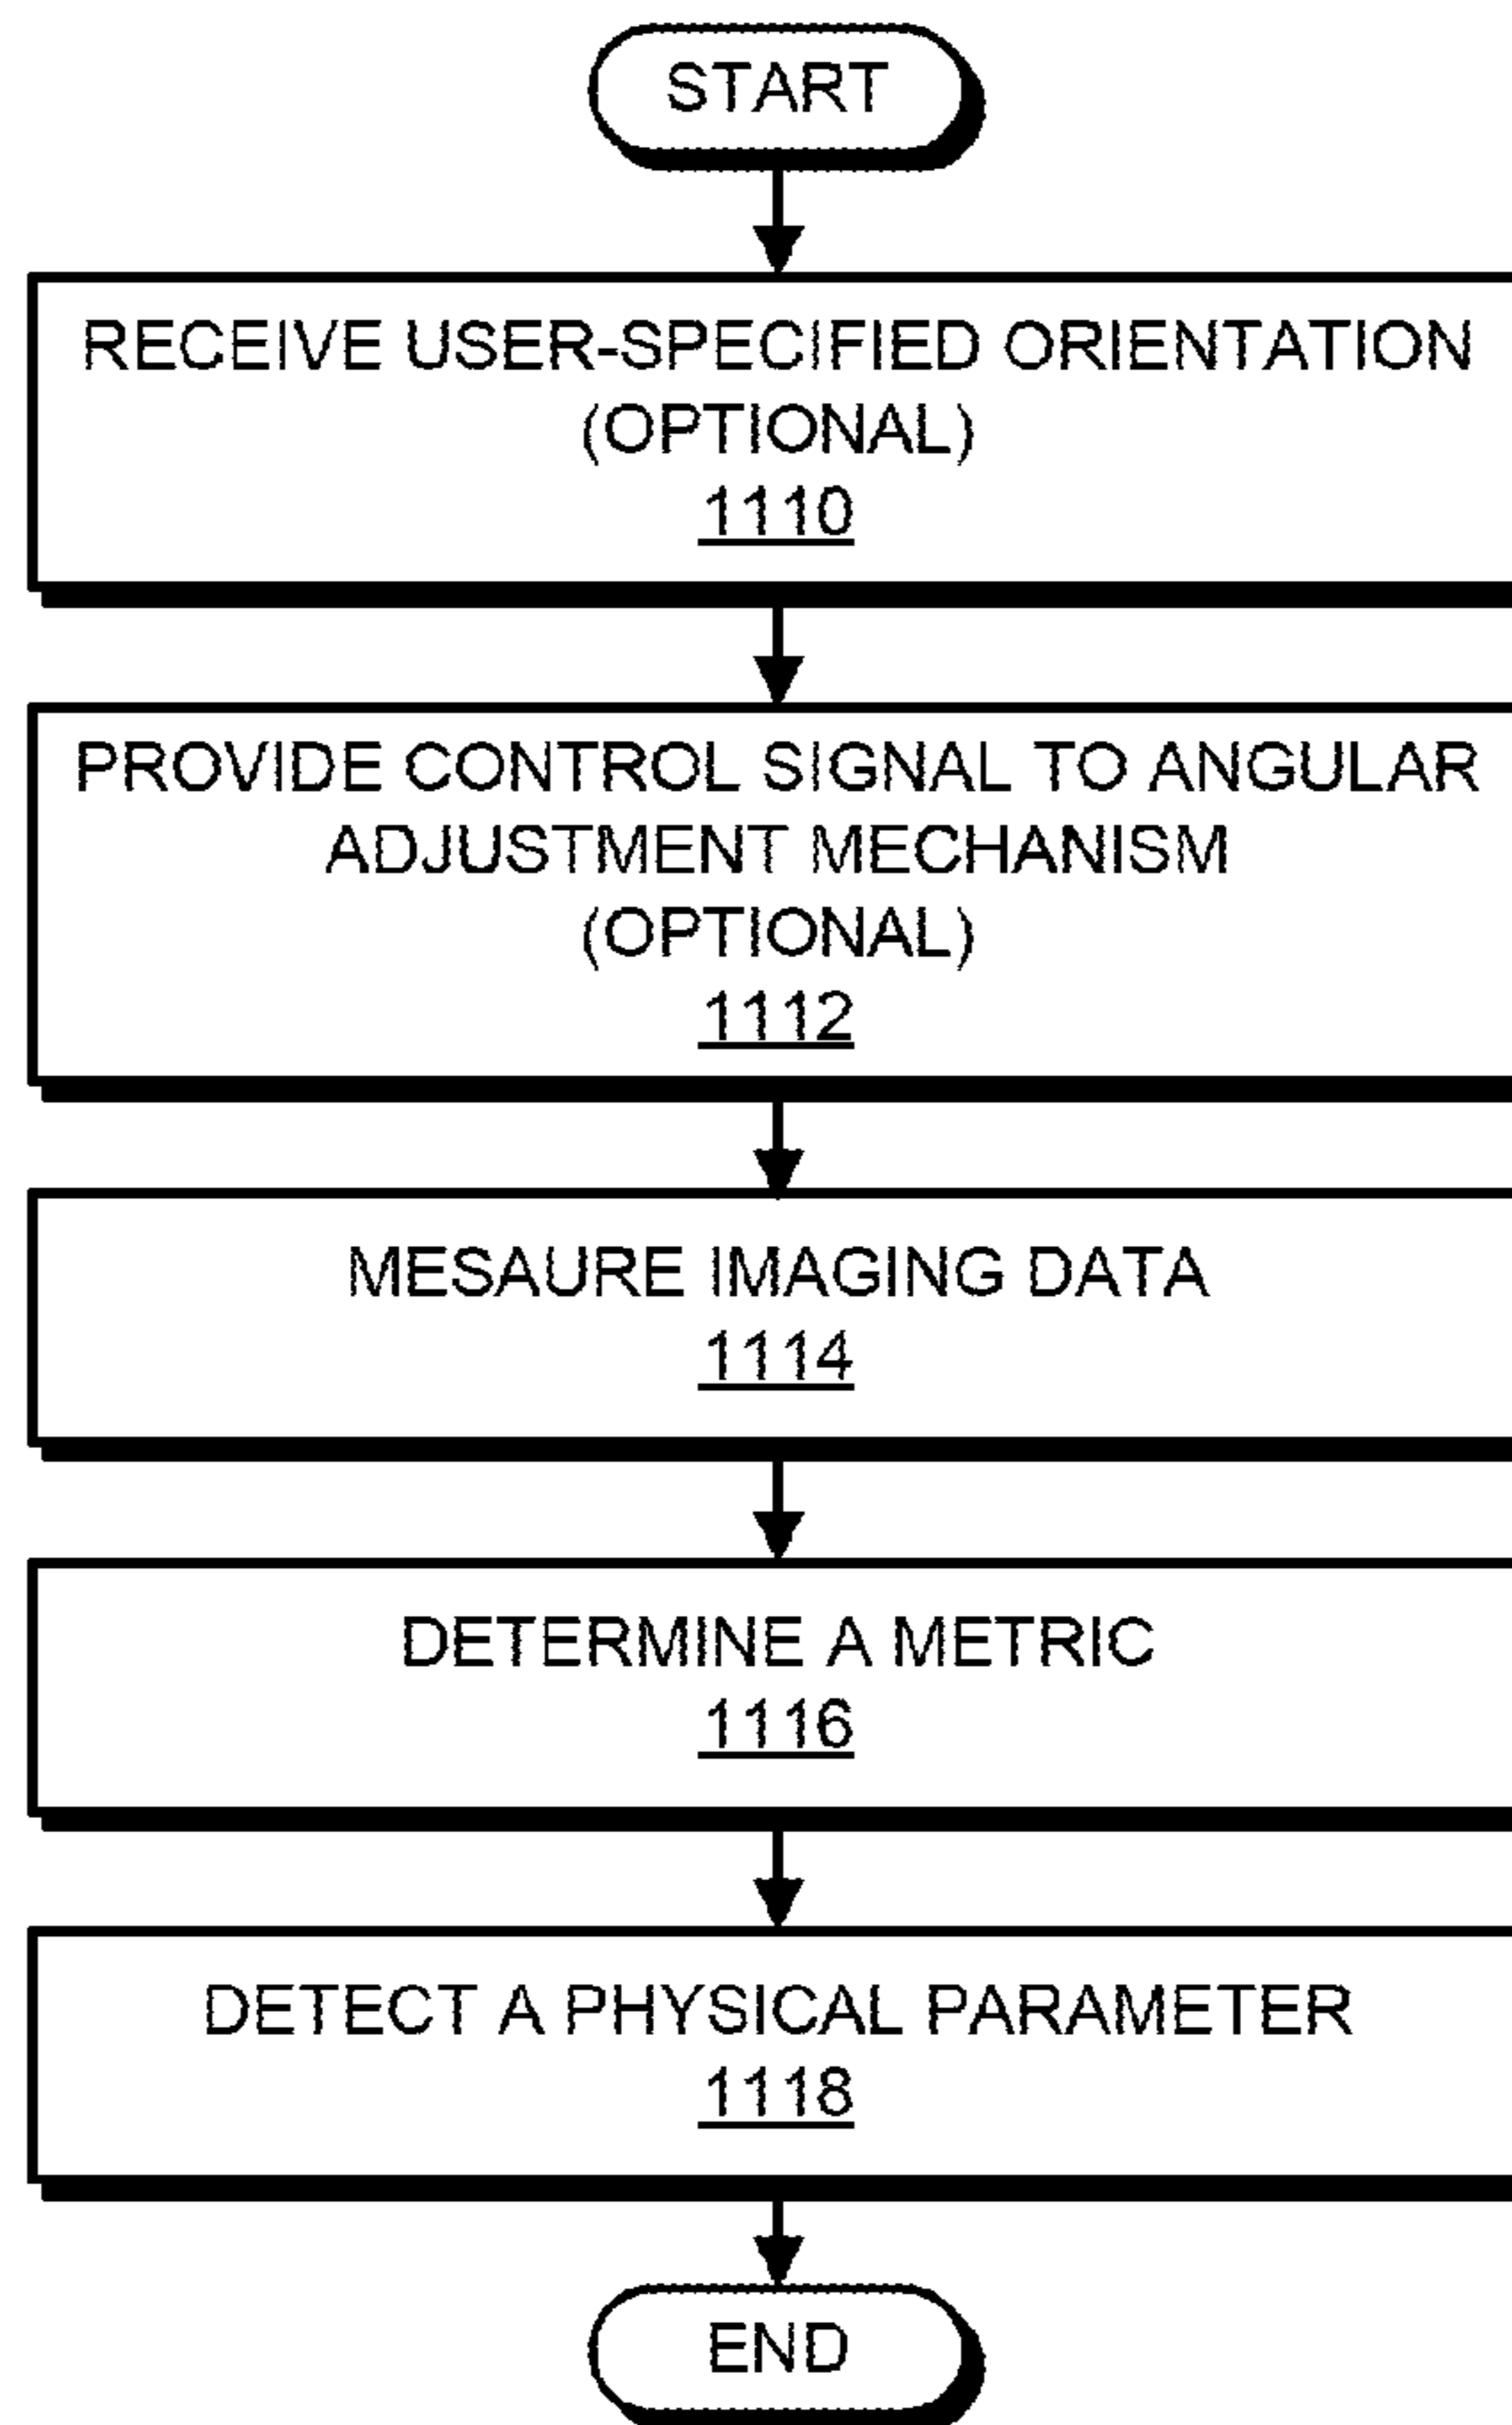 START
RECEIVE USER-SPECIFIED ORIENTATION
(OPTIONAL)
1110
PROVIDE CONTROL SIGNAL TO ANGULAR
ADJUSTMENT MECHANISM
(OPTIONAL)
1112
MESAURE IMAGING DATA
1114
DETERMINE A METRIC
1116
DETECT A PHYSICAL PARAMETER
1118
END